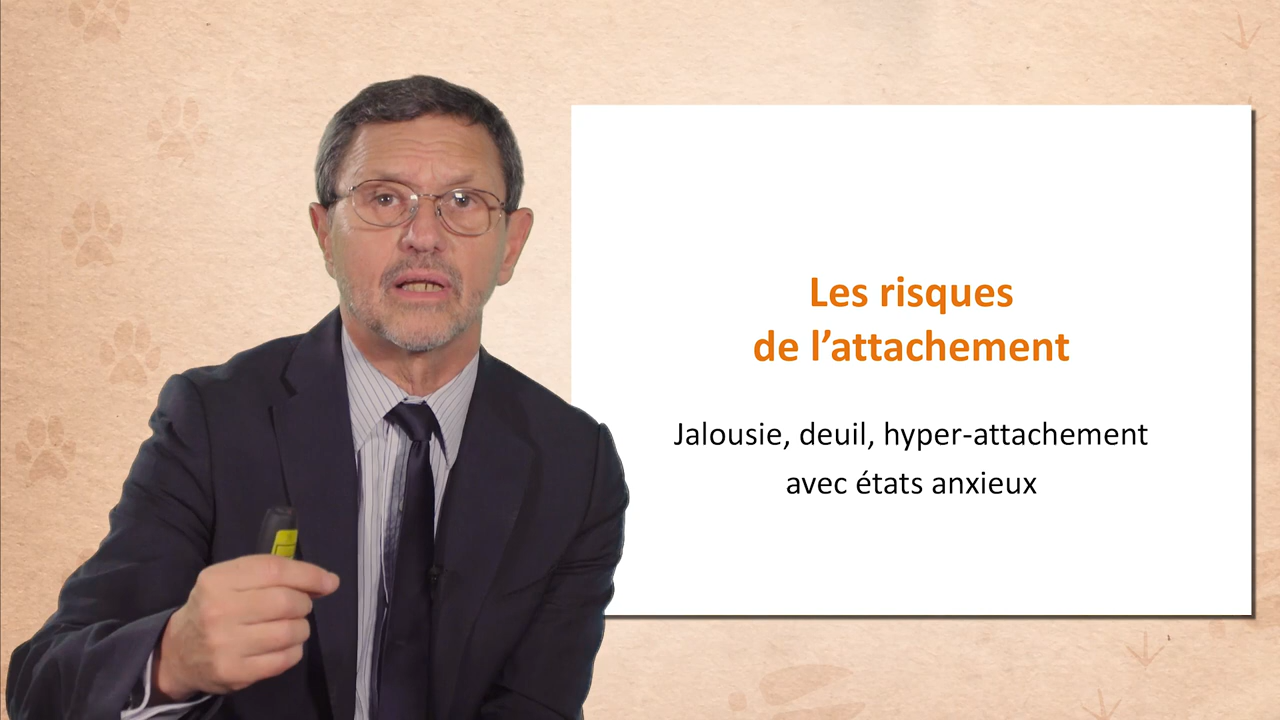 Les risques
de l’attachement
Jalousie, deuil, hyper-attachement
avec états anxieux